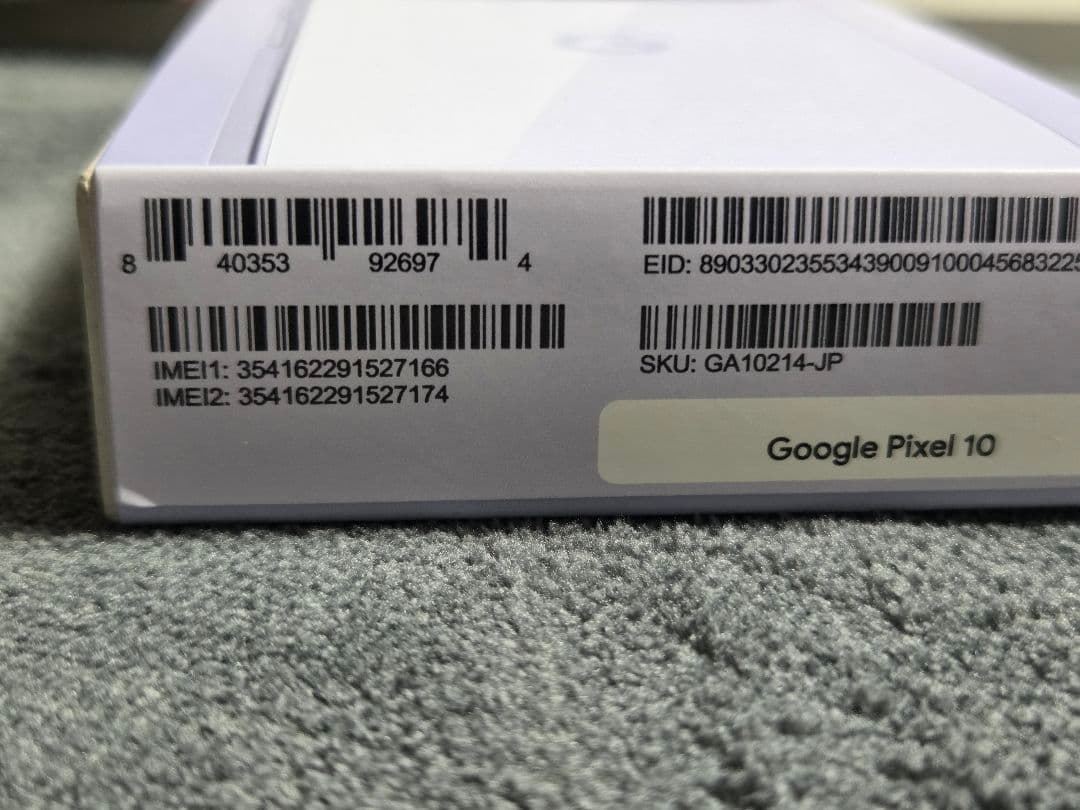 8 40353 92697 4
IMEI1: 354162291527166
IMEI2: 354162291527174
EID: 8903302355343900910004568322
SKU: GA10214-JP
Google Pixel 10